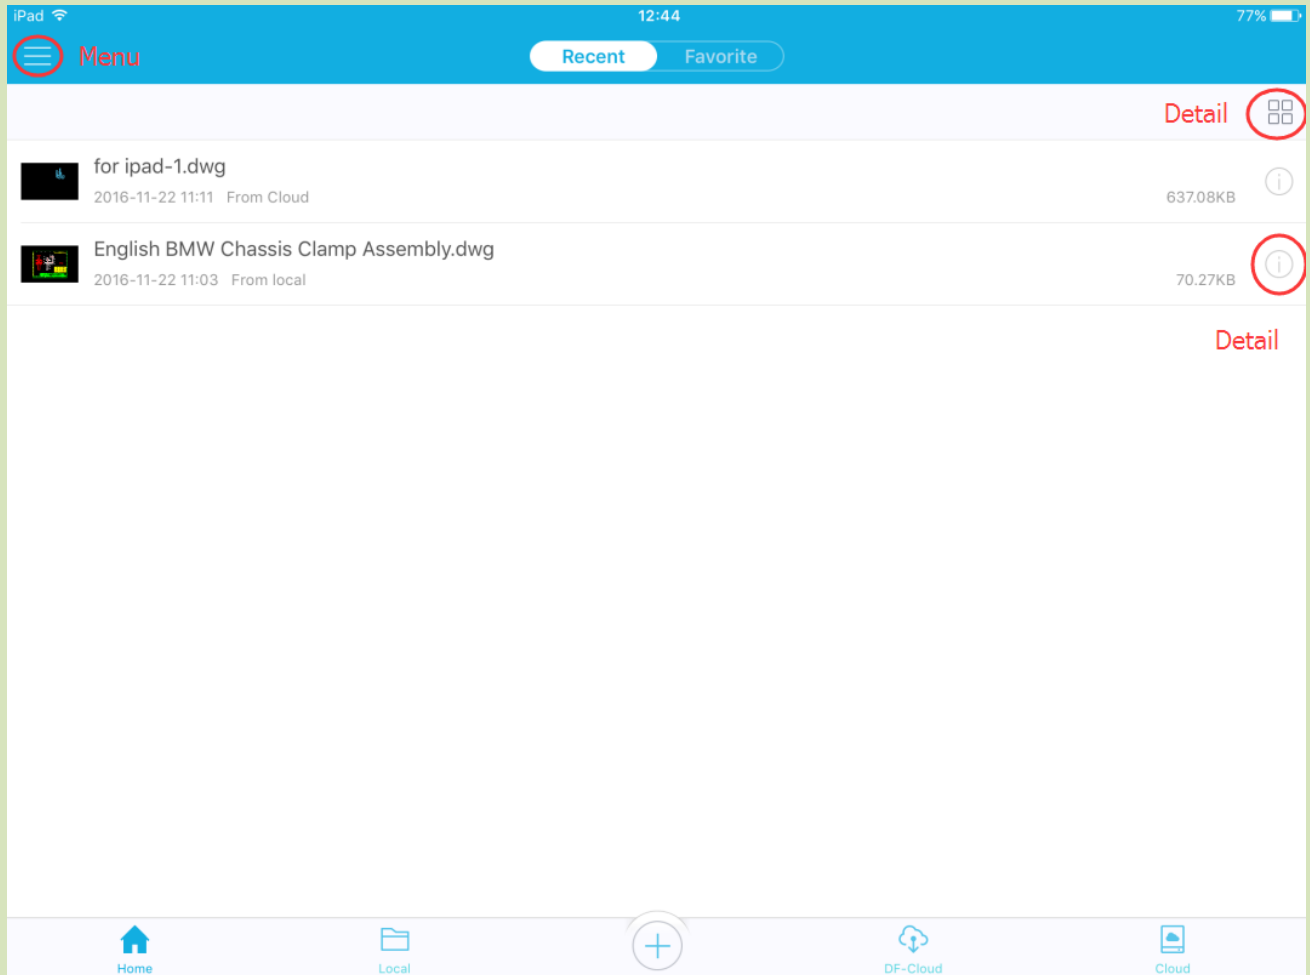 iPad 12:44 77%
Menu Recent Favorite
Detail
for ipad-1.dwg
2016-11-22 11:11 From Cloud 637.08KB
English BMW Chassis Clamp Assembly.dwg
2016-11-22 11:03 From local 70.27KB
Detail
Home Local DF-Cloud Cloud